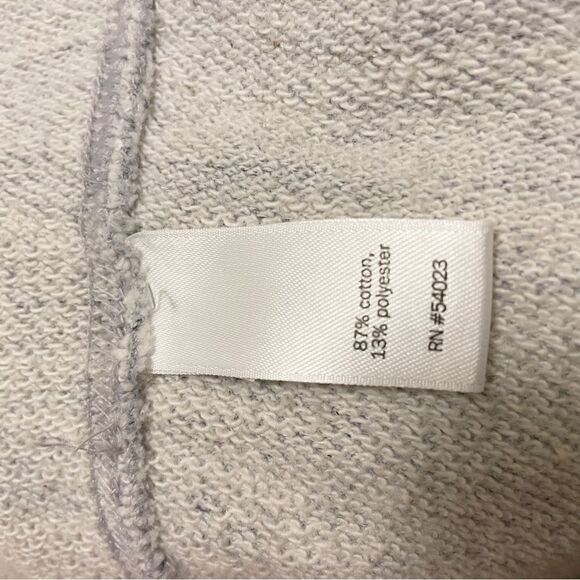 87% cotton,
13% polyester
RN #54023